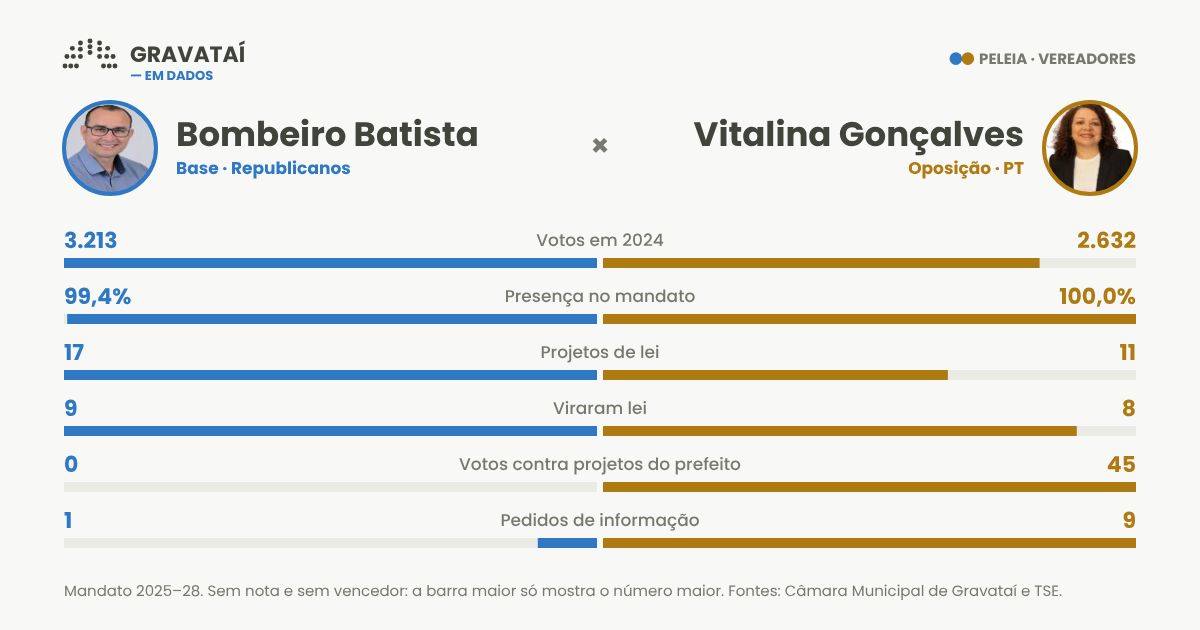 GRAVATAÍ
— EM DADOS
PELEIA · VEREADORES
Bombeiro Batista
Base · Republicanos
×
Vitalina Gonçalves
Oposição · PT
3.213 Votos em 2024 2.632
99,4% Presença no mandato 100,0%
17 Projetos de lei 11
9 Viraram lei 8
0 Votos contra projetos do prefeito 45
1 Pedidos de informação 9
Mandato 2025–28. Sem nota e sem vencedor: a barra maior só mostra o número maior. Fontes: Câmara Municipal de Gravataí e TSE.